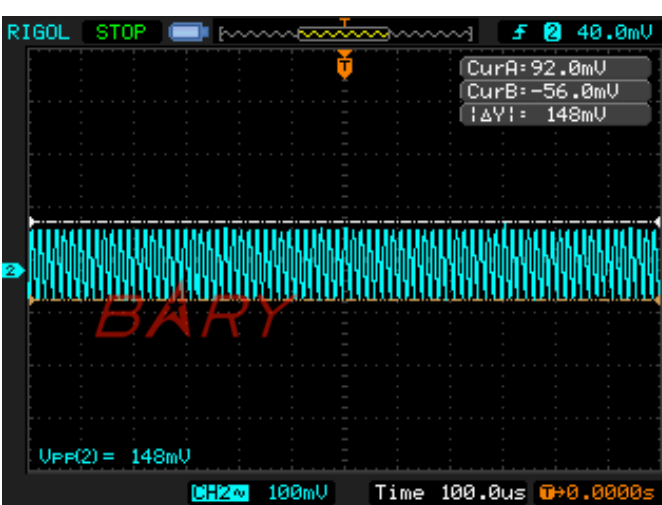 RIGOL STOP T ƒ 2 40.0mV
T
CurA=92.0mV
CurB=-56.0mV
|ΔY|= 148mV
2
BARY
Vpp(2)= 148mV
CH2∿ 100mV Time 100.0us T→0.0000s